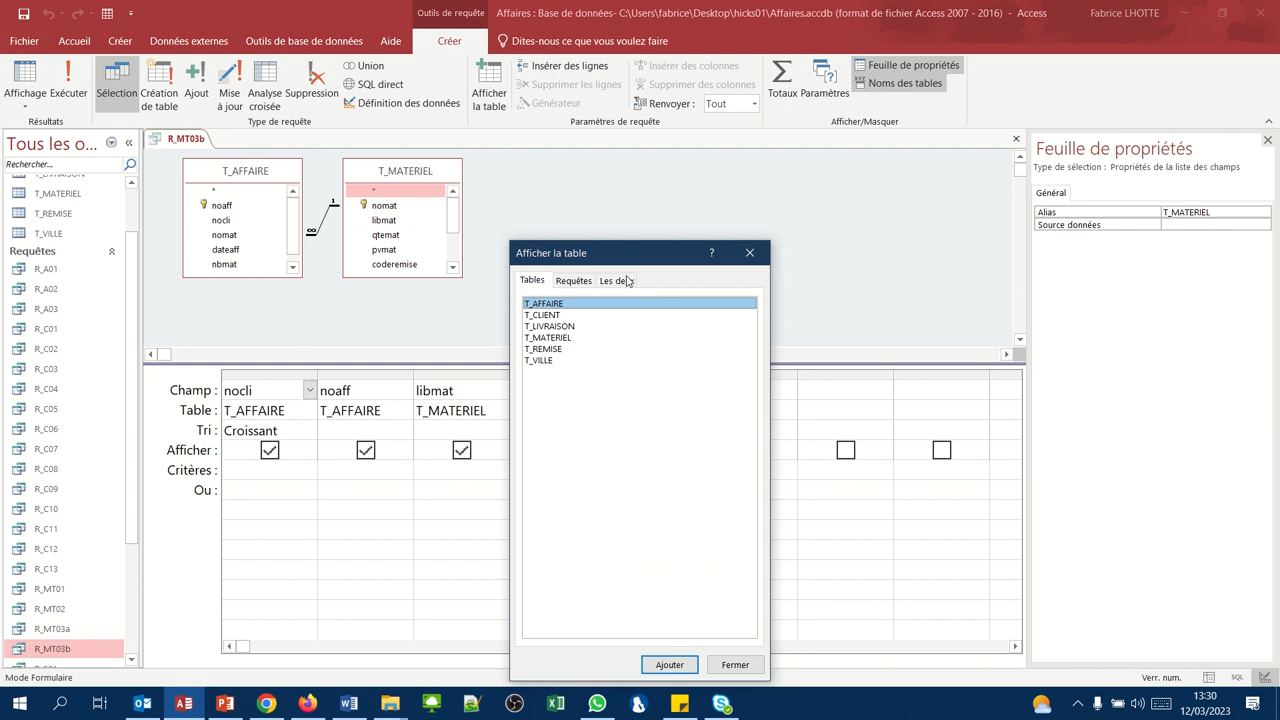 Outils de requête
Affaires : Base de données- C:\Users\fabrice\Desktop\hicks01\Affaires.accdb (format de fichier Access 2007 - 2016) - Access
Fabrice LHOTTE
Fichier
Accueil
Créer
Données externes
Outils de base de données
Aide
Créer
Dites-nous ce que vous voulez faire
Affichage
Exécuter
Résultats
Sélection
Création de table
Ajout
Mise à jour
Analyse croisée
Suppression
Union
SQL direct
Définition des données
Type de requête
Afficher la table
Insérer des lignes
Supprimer les lignes
Générateur
Insérer des colonnes
Supprimer des colonnes
Renvoyer : Tout
Paramètres de requête
Totaux
Paramètres
Feuille de propriétés
Noms des tables
Afficher/Masquer
Tous les o...
Rechercher...
T_MATERIEL
T_REMISE
T_VILLE
Requêtes
R_A01
R_A02
R_A03
R_C01
R_C02
R_C03
R_C04
R_C05
R_C06
R_C07
R_C08
R_C09
R_C10
R_C11
R_C12
R_C13
R_MT01
R_MT02
R_MT03a
R_MT03b
R_MT03b
T_AFFAIRE
*
noaff
nocli
nomat
dateaff
nbmat
1
∞
T_MATERIEL
*
nomat
libmat
qtemat
pvmat
coderemise
Champ : nocli noaff libmat
Table : T_AFFAIRE T_AFFAIRE T_MATERIEL
Tri : Croissant
Afficher :
Critères :
Ou :
Afficher la table
?
Tables
Requêtes
T_AFFAIRE
T_CLIENT
T_LIVRAISON
T_MATERIEL
T_REMISE
T_VILLE
Ajouter
Fermer
Feuille de propriétés
Type de sélection : Propriétés de la liste des champs
Général
Alias T_MATERIEL
Source données
Mode Formulaire
Verr. num.
SQL
13:30
12/03/2023